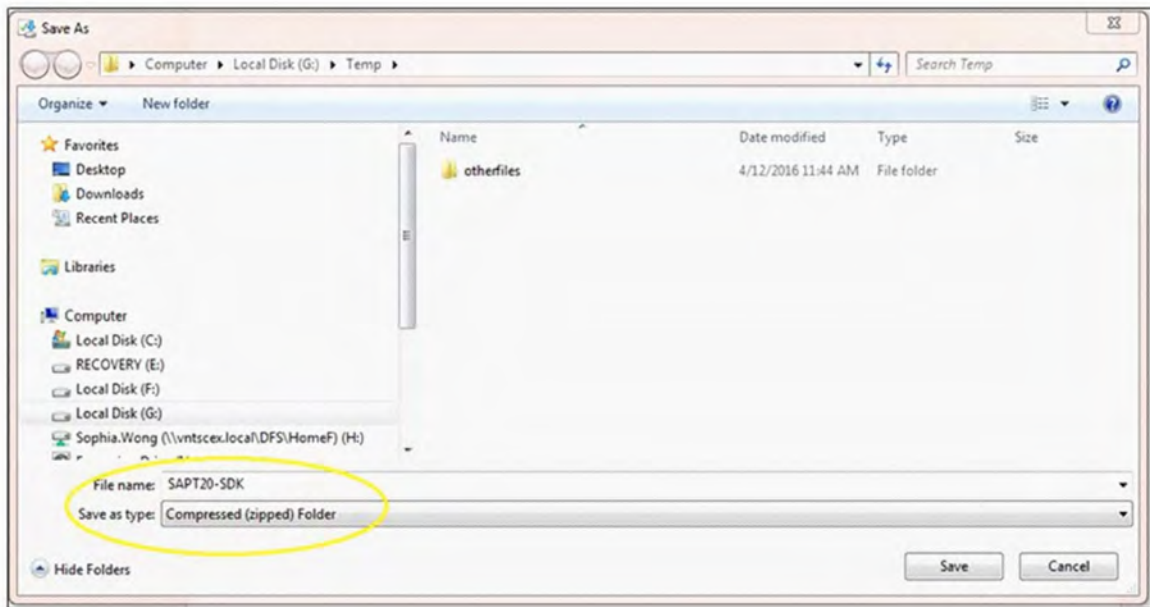 Save As
Computer ▸ Local Disk (G:) ▸ Temp ▸
Search Temp
Organize
New folder
Name Date modified Type Size
otherfiles 4/12/2016 11:44 AM File folder
Favorites
Desktop
Downloads
Recent Places
Libraries
Computer
Local Disk (C:)
RECOVERY (E:)
Local Disk (F:)
Local Disk (G:)
Sophia.Wong (\\vntscex.local\DFS\HomeF) (H:)
File name: SAPT20-SDK
Save as type: Compressed (zipped) Folder
Hide Folders
Save Cancel